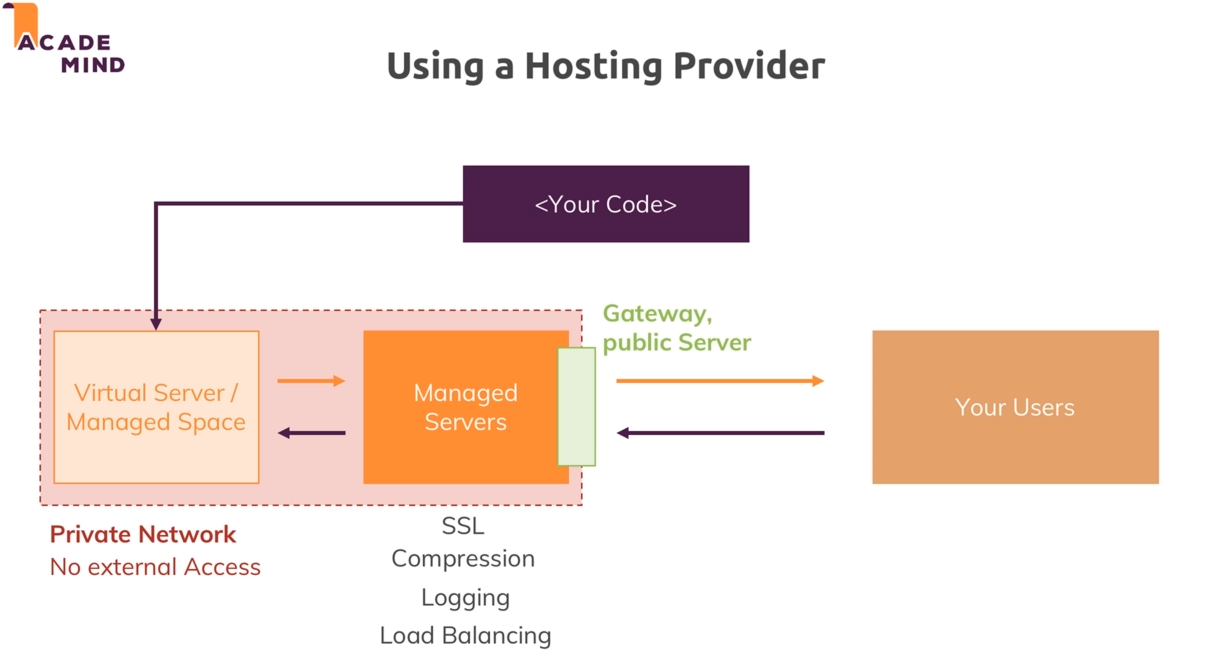 ACADE
MIND
Using a Hosting Provider
<Your Code>
Gateway,
public Server
Virtual Server /
Managed Space
Managed
Servers
Your Users
Private Network
No external Access
SSL
Compression
Logging
Load Balancing